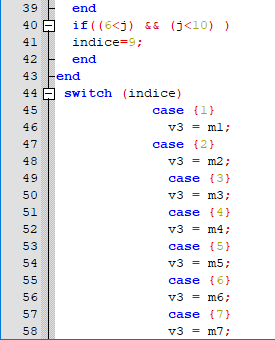 39 end
40 if((6<j) && (j<10) )
41 indice=9;
42 end
43 end
44 switch (indice)
45 case {1}
46 v3 = m1;
47 case {2}
48 v3 = m2;
49 case {3}
50 v3 = m3;
51 case {4}
52 v3 = m4;
53 case {5}
54 v3 = m5;
55 case {6}
56 v3 = m6;
57 case {7}
58 v3 = m7;